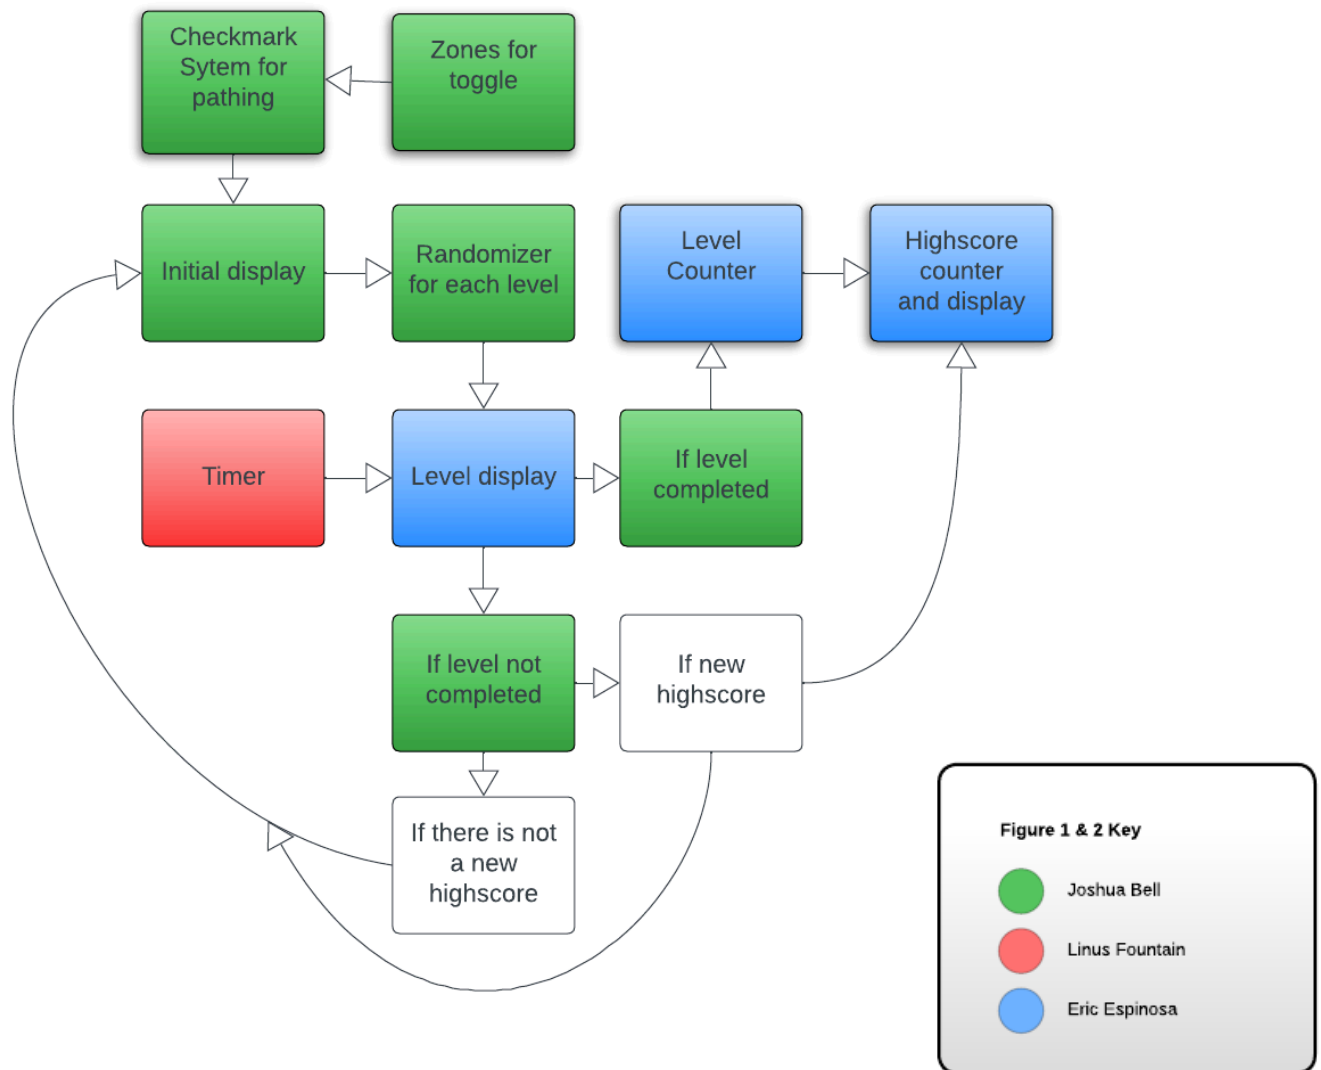 Checkmark
Sytem for
pathing
Zones for
toggle
Initial display
Randomizer
for each level
Level
Counter
Highscore
counter
and display
Timer
Level display
If level
completed
If level not
completed
If new
highscore
If there is not
a new
highscore
Figure 1 & 2 Key
Joshua Bell
Linus Fountain
Eric Espinosa